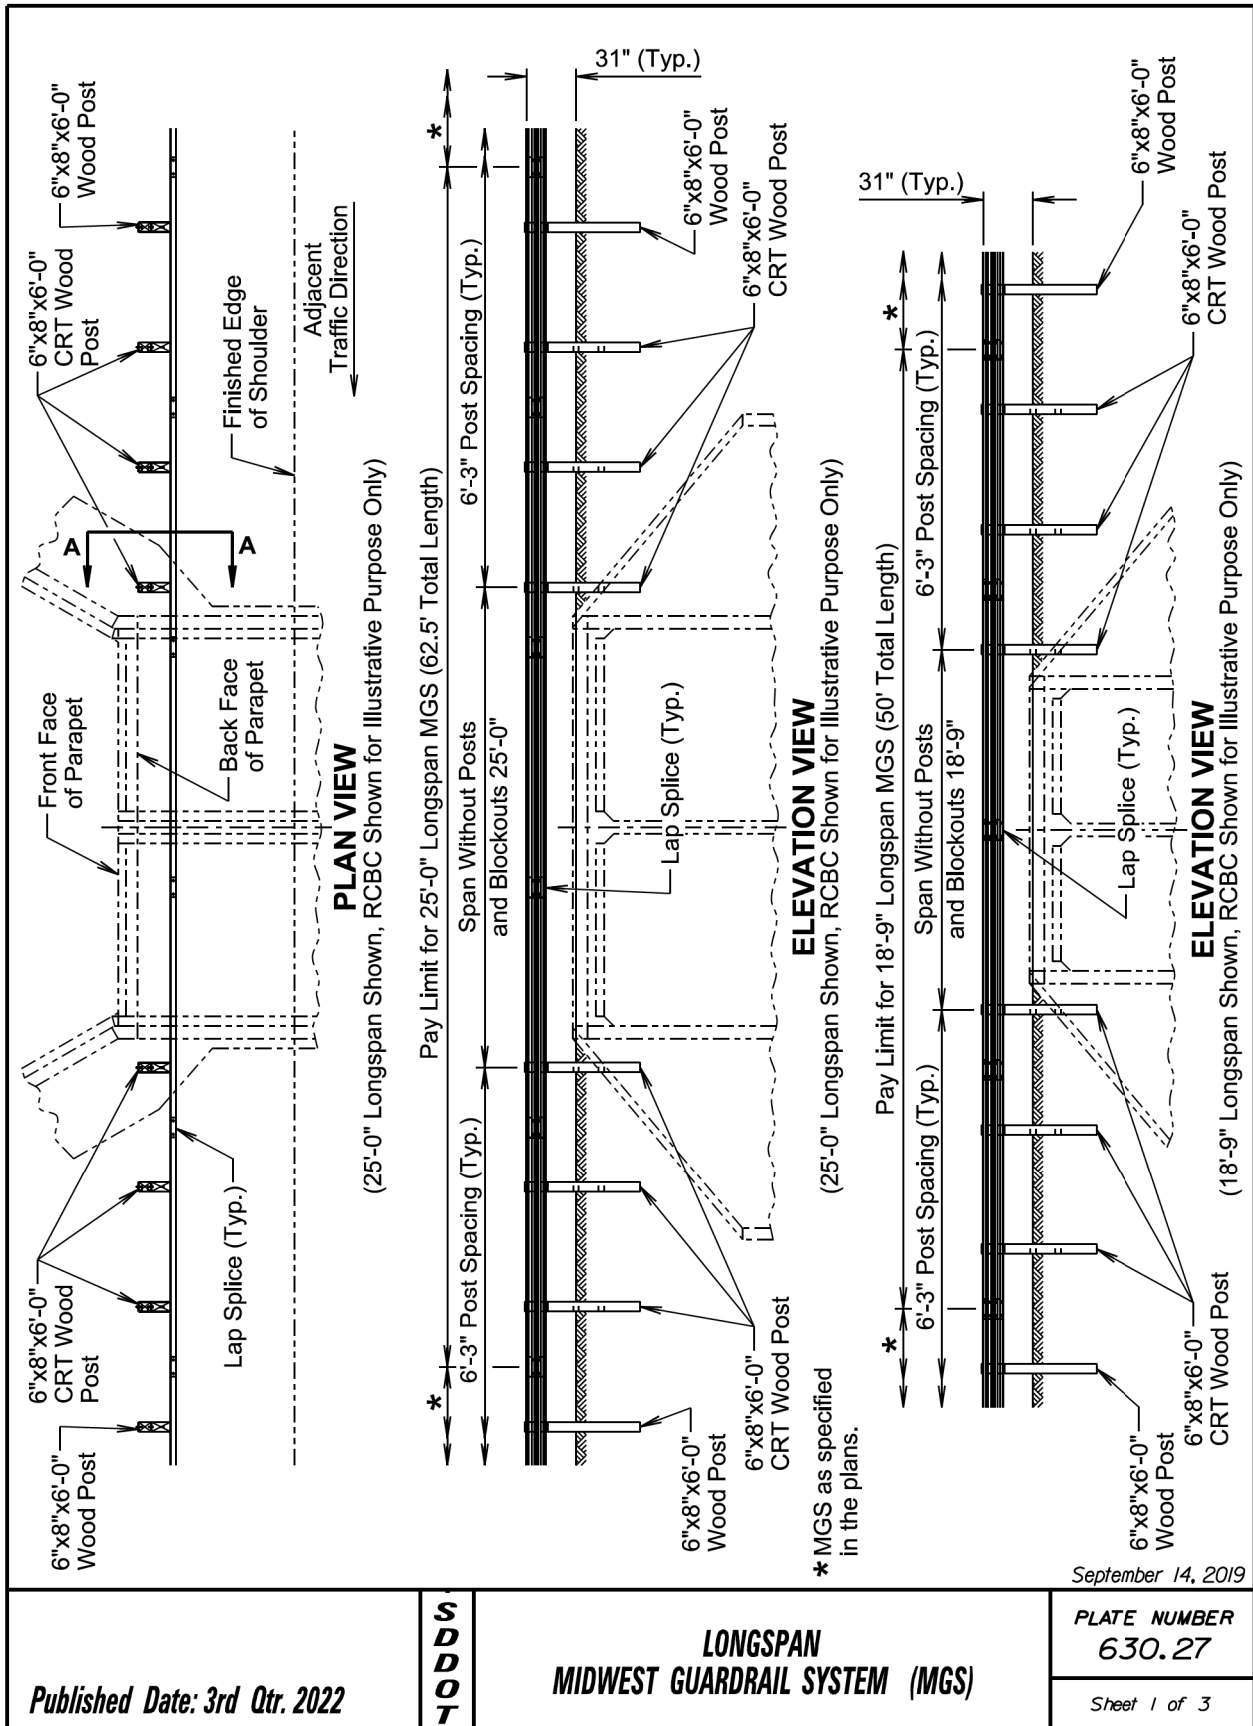 6"x8"x6'-0"
Wood Post
6"x8"x6'-0"
CRT Wood
Post
Lap Splice (Typ.)
Front Face
of Parapet
Back Face
of Parapet
A
A
6"x8"x6'-0"
CRT Wood
Post
6"x8"x6'-0"
Wood Post
Finished Edge
of Shoulder
Adjacent
Traffic Direction
PLAN VIEW
(25'-0" Longspan Shown, RCBC Shown for Illustrative Purpose Only)
*
Pay Limit for 25'-0" Longspan MGS (62.5' Total Length)
*
6'-3" Post Spacing (Typ.)
Span Without Posts
and Blockouts 25'-0"
6'-3" Post Spacing (Typ.)
31" (Typ.)
6"x8"x6'-0"
Wood Post
6"x8"x6'-0"
CRT Wood Post
Lap Splice (Typ.)
6"x8"x6'-0"
Wood Post
6"x8"x6'-0"
CRT Wood Post
ELEVATION VIEW
(25'-0" Longspan Shown, RCBC Shown for Illustrative Purpose Only)
* MGS as specified
in the plans.
*
Pay Limit for 18'-9" Longspan MGS (50' Total Length)
*
6'-3" Post Spacing (Typ.)
Span Without Posts
and Blockouts 18'-9"
6'-3" Post Spacing (Typ.)
31" (Typ.)
6"x8"x6'-0"
Wood Post
6"x8"x6'-0"
CRT Wood Post
Lap Splice (Typ.)
6"x8"x6'-0"
Wood Post
6"x8"x6'-0"
CRT Wood Post
ELEVATION VIEW
(18'-9" Longspan Shown, RCBC Shown for Illustrative Purpose Only)
September 14, 2019
Published Date: 3rd Qtr. 2022
SDDOT
LONGSPAN
MIDWEST GUARDRAIL SYSTEM (MGS)
PLATE NUMBER
630.27
Sheet 1 of 3